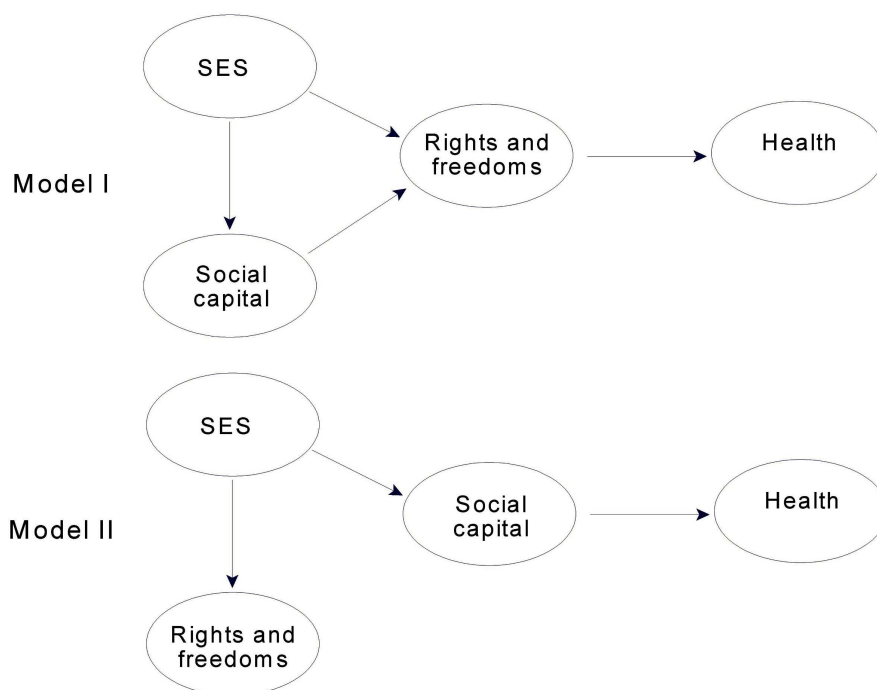 SES
Rights and
freedoms
Health
Model I
Social
capital
SES
Social
capital
Health
Model II
Rights and
freedoms